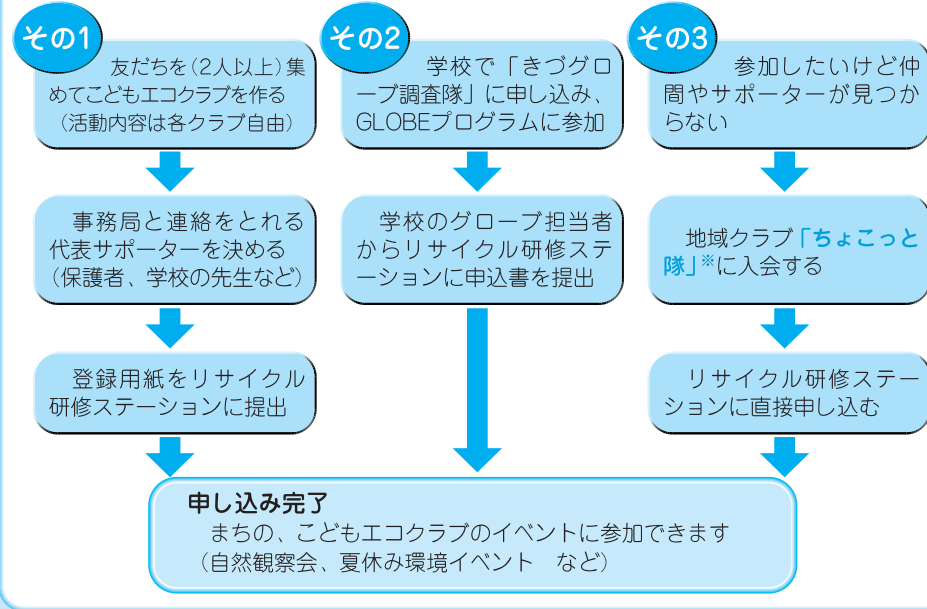 その1
友だちを(2人以上)集
めてこどもエコクラブを作る
(活動内容は各クラブ自由)
事務局と連絡をとれる
代表サポーターを決める
(保護者、学校の先生など)
登録用紙をリサイクル
研修ステーションに提出
その2
学校で「きづグロ
ーブ調査隊」に申し込み、
GLOBEプログラムに参加
学校のグローブ担当者
からリサイクル研修ステ
ーションに申込書を提出
その3
参加したいけど仲
間やサポーターが見つか
らない
地域クラブ「ちょこっと
隊」※に入会する
リサイクル研修ステー
ションに直接申し込む
申し込み完了
まちの、こどもエコクラブのイベントに参加できます
(自然観察会、夏休み環境イベント　など)